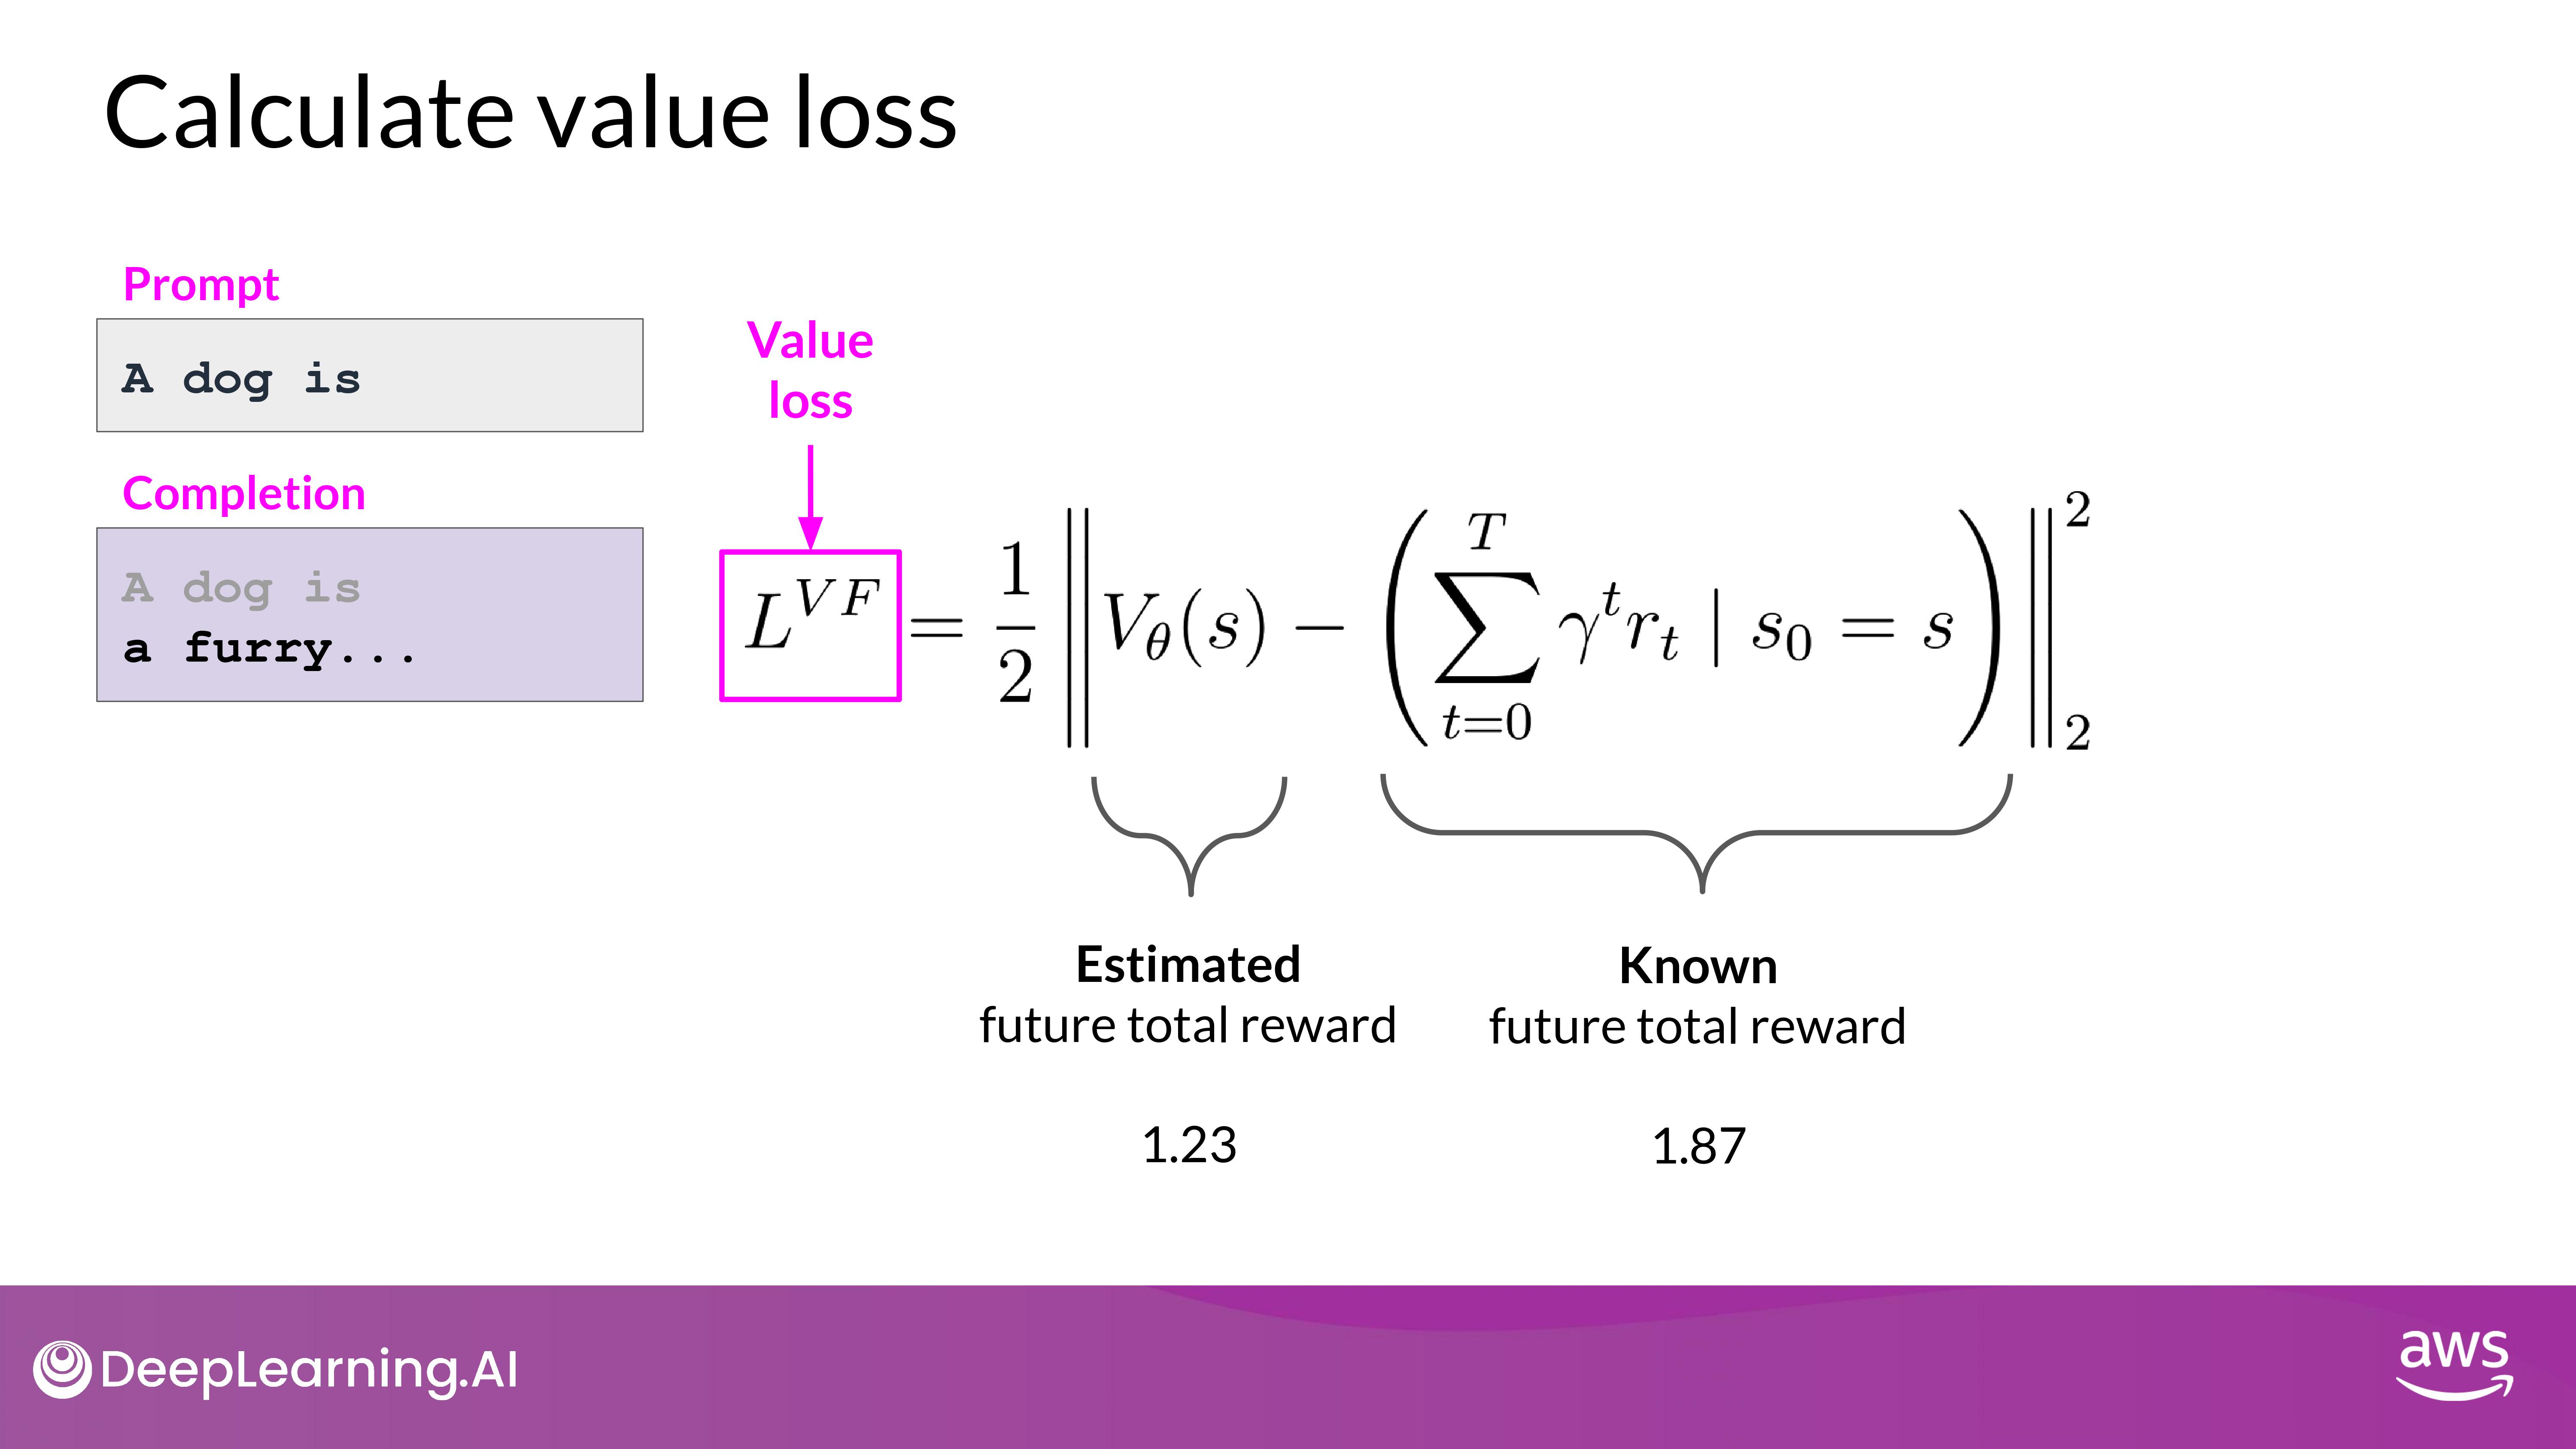 Calculate value loss
Prompt
A dog is
Completion
A dog is
a furry...
Value
loss
L^{VF} = \frac{1}{2} \left\| V_\theta(s) - \left( \sum_{t=0}^{T} \gamma^t r_t \mid s_0 = s \right) \right\|_2^2
Estimated
future total reward
1.23
Known
future total reward
1.87
DeepLearning.AI
aws